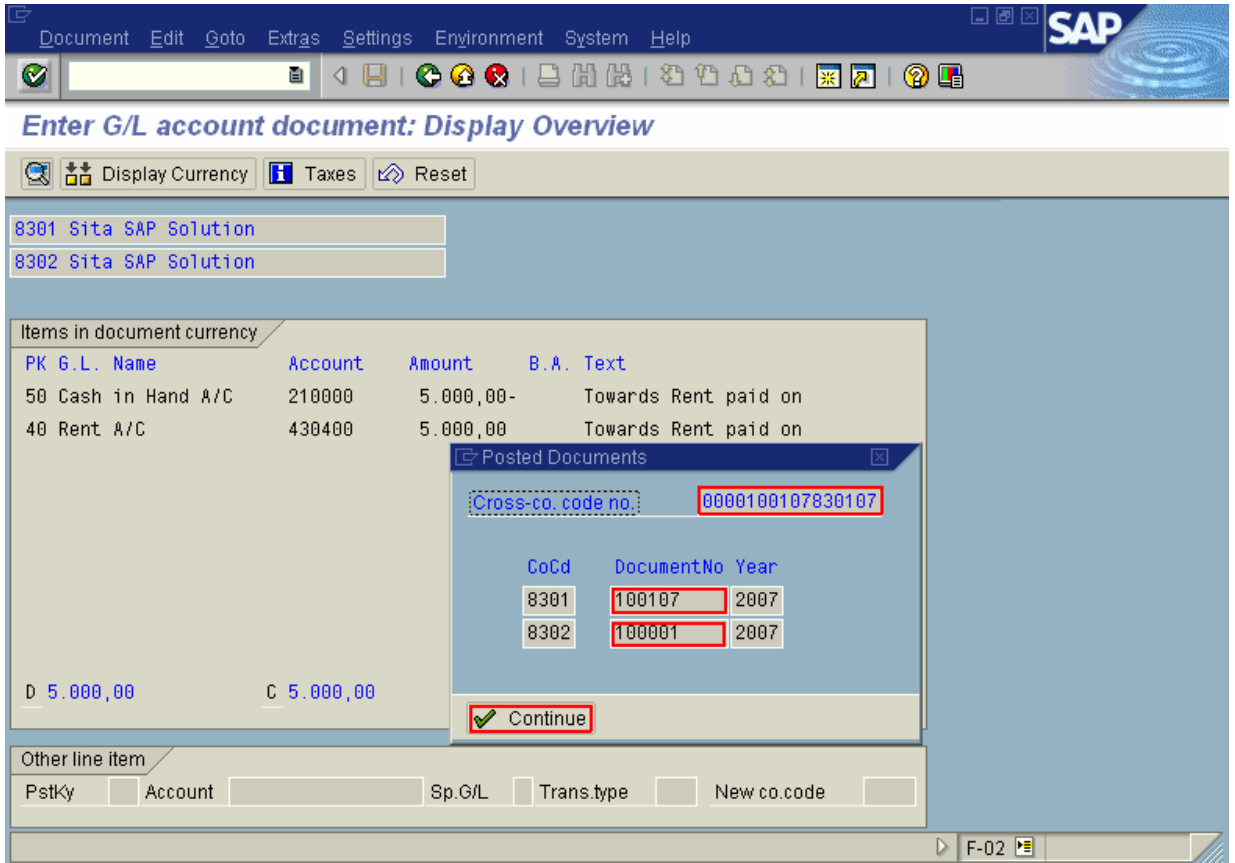 Document Edit Goto Extras Settings Environment System Help
SAP
Enter G/L account document: Display Overview
Display Currency Taxes Reset
8301 Sita SAP Solution
8302 Sita SAP Solution
Items in document currency
PK G.L. Name Account Amount B.A. Text
50 Cash in Hand A/C 210000 5.000,00- Towards Rent paid on
40 Rent A/C 430400 5.000,00 Towards Rent paid on
Posted Documents
Cross-co. code no. 0000100107830107
CoCd DocumentNo Year
8301 100107 2007
8302 100001 2007
D 5.000,00 C 5.000,00
Continue
Other line item
PstKy Account Sp.G/L Trans.type New co.code
F-02